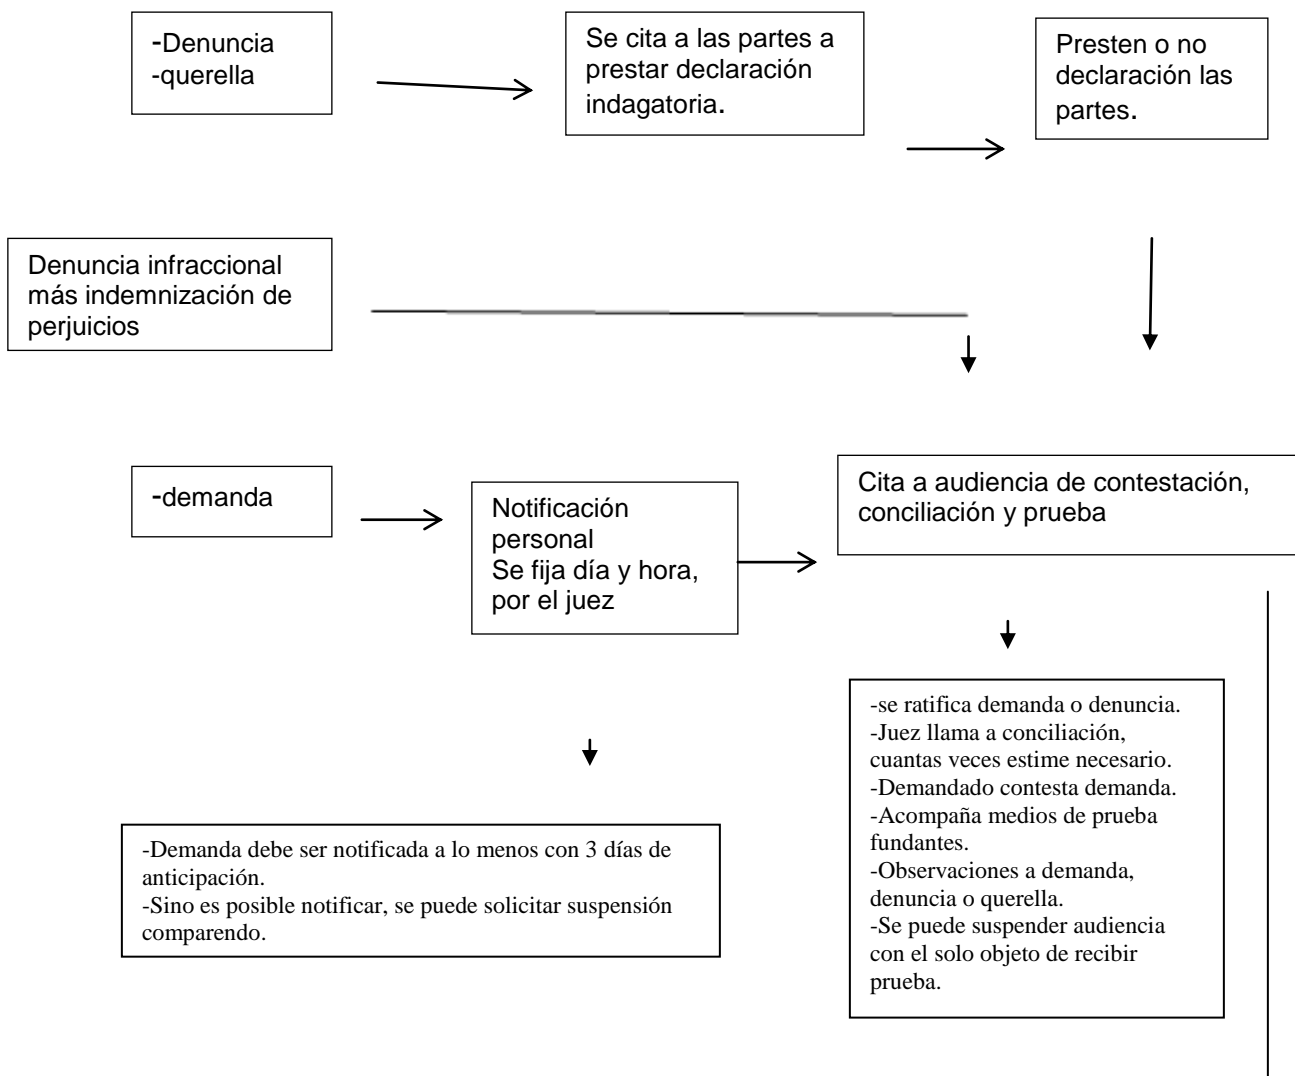 -Denuncia
-querella
Se cita a las partes a
prestar declaración
indagatoria.
Presten o no
declaración las
partes.
Denuncia infraccional
más indemnización de
perjuicios
-demanda
Notificación
personal
Se fija día y hora,
por el juez
Cita a audiencia de contestación,
conciliación y prueba
-Demanda debe ser notificada a lo menos con 3 días de
anticipación.
-Sino es posible notificar, se puede solicitar suspensión
comparendo.
-se ratifica demanda o denuncia.
-Juez llama a conciliación,
cuantas veces estime necesario.
-Demandado contesta demanda.
-Acompaña medios de prueba
fundantes.
-Observaciones a demanda,
denuncia o querella.
-Se puede suspender audiencia
con el solo objeto de recibir
prueba.